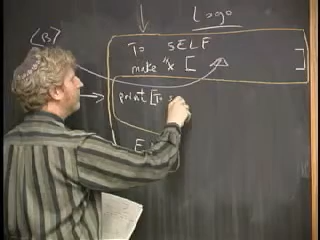 Logo
(B)
To SELF
make "x [ ]
print [To s
E